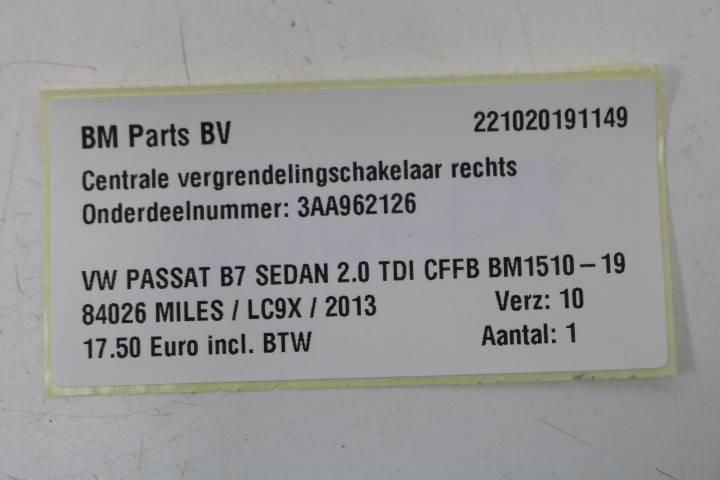 BM Parts BV 221020191149
Centrale vergrendelingschakelaar rechts
Onderdeelnummer: 3AA962126
VW PASSAT B7 SEDAN 2.0 TDI CFFB BM1510-19
84026 MILES / LC9X / 2013 Verz: 10
17.50 Euro incl. BTW Aantal: 1